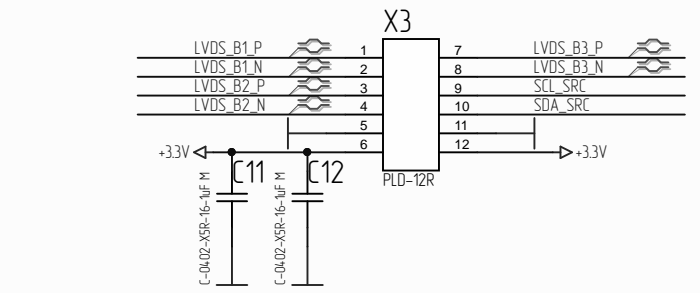 X3
LVDS_B1_P 1 7 LVDS_B3_P
LVDS_B1_N 2 8 LVDS_B3_N
LVDS_B2_P 3 9 SCL_SRC
LVDS_B2_N 4 10 SDA_SRC
5 11
+3.3V 6 12 +3.3V
C11 C12
PLD-12R
C-0402-X5R-16-1uF M
C-0402-X5R-16-1uF M